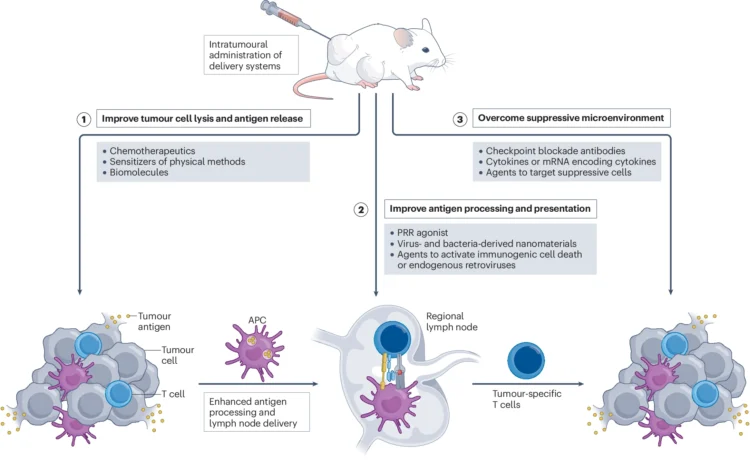 Intratumoural
administration of
delivery systems
1 Improve tumour cell lysis and antigen release
• Chemotherapeutics
• Sensitizers of physical methods
• Biomolecules
3 Overcome suppressive microenvironment
• Checkpoint blockade antibodies
• Cytokines or mRNA encoding cytokines
• Agents to target suppressive cells
2 Improve antigen processing and presentation
• PRR agonist
• Virus- and bacteria-derived nanomaterials
• Agents to activate immunogenic cell death
or endogenous retroviruses
Tumour
antigen
Tumour
cell
T cell
APC
Enhanced antigen
processing and
lymph node delivery
Regional
lymph node
Tumour-specific
T cells